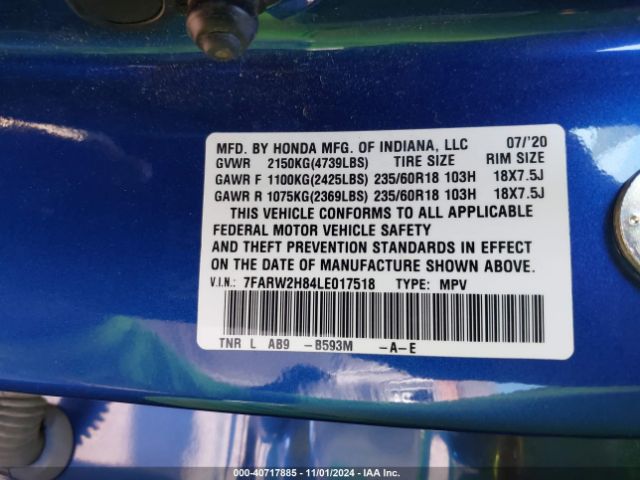 MFD. BY HONDA MFG. OF INDIANA, LLC 07/'20
GVWR 2150KG(4739LBS) TIRE SIZE RIM SIZE
GAWR F 1100KG(2425LBS) 235/60R18 103H 18X7.5J
GAWR R 1075KG(2369LBS) 235/60R18 103H 18X7.5J
THIS VEHICLE CONFORMS TO ALL APPLICABLE
FEDERAL MOTOR VEHICLE SAFETY
AND THEFT PREVENTION STANDARDS IN EFFECT
ON THE DATE OF MANUFACTURE SHOWN ABOVE.
V.I.N.: 7FARW2H84LE017518 TYPE: MPV
TNR L AB9 -B593M -A-E
000-40717885 - 11/01/2024 - IAA Inc.